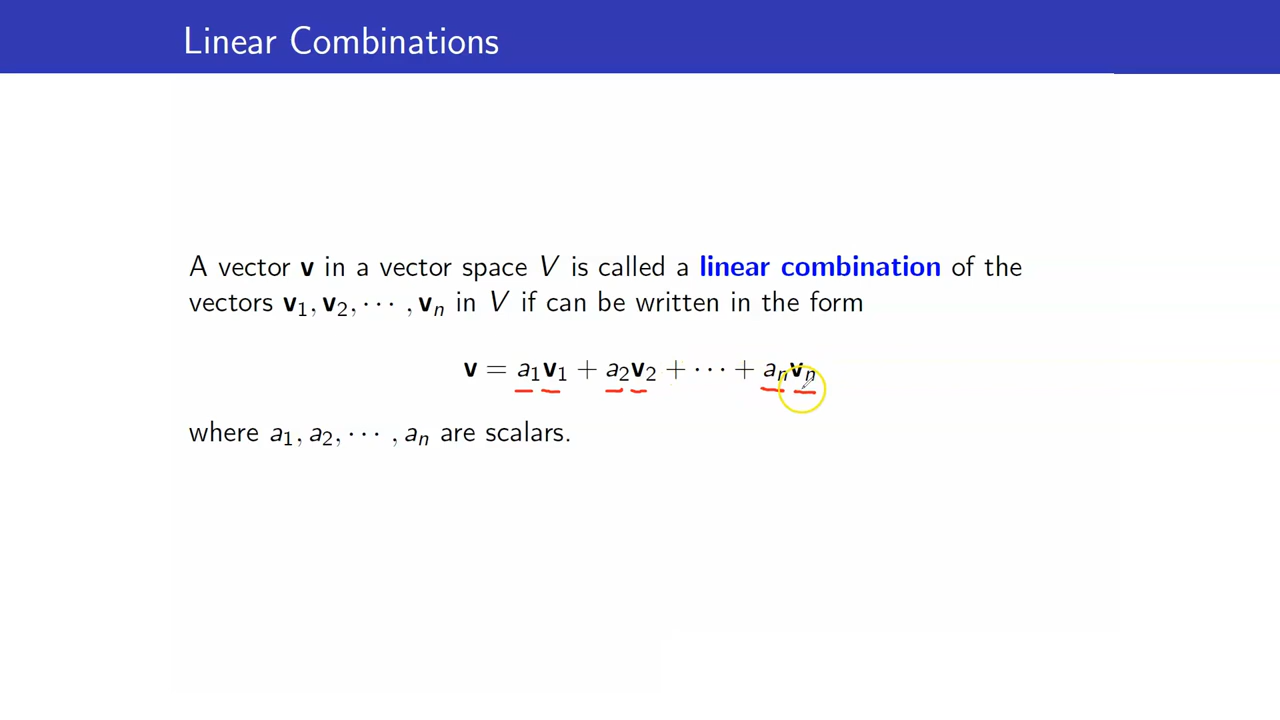 Linear Combinations
A vector v in a vector space V is called a linear combination of the
vectors v₁, v₂, ⋯ , vₙ in V if can be written in the form
v = a₁v₁ + a₂v₂ + ⋯ + aₙvₙ
where a₁, a₂, ⋯ , aₙ are scalars.